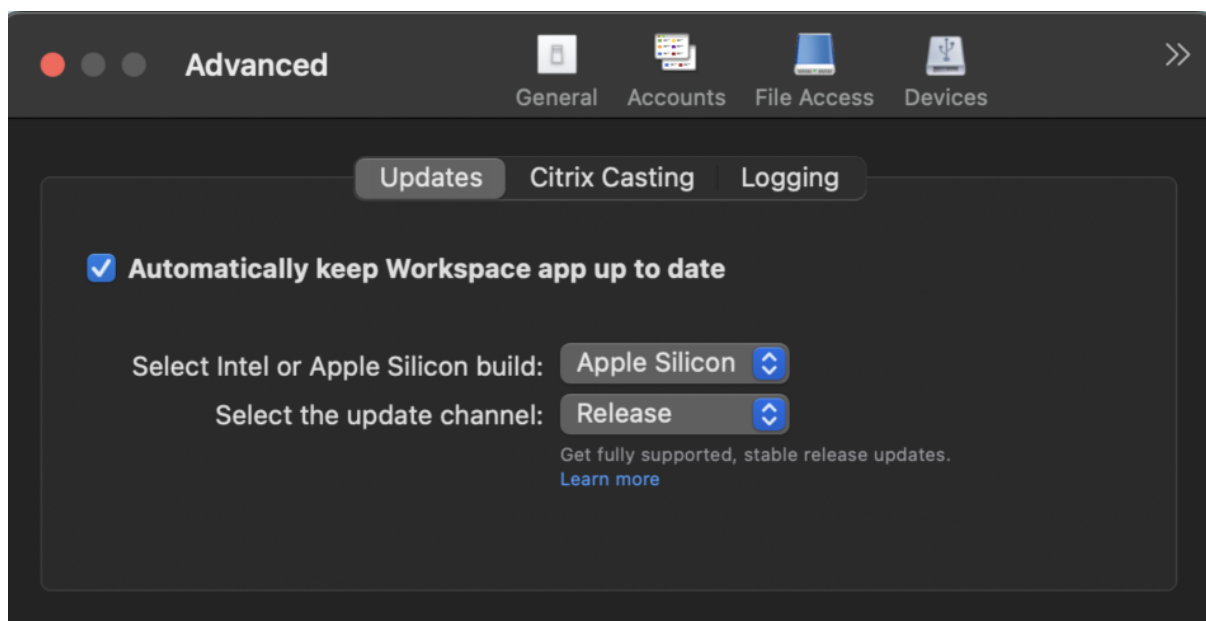 Advanced
General Accounts File Access Devices
Updates Citrix Casting Logging
Automatically keep Workspace app up to date
Select Intel or Apple Silicon build: Apple Silicon
Select the update channel: Release
Get fully supported, stable release updates.
Learn more